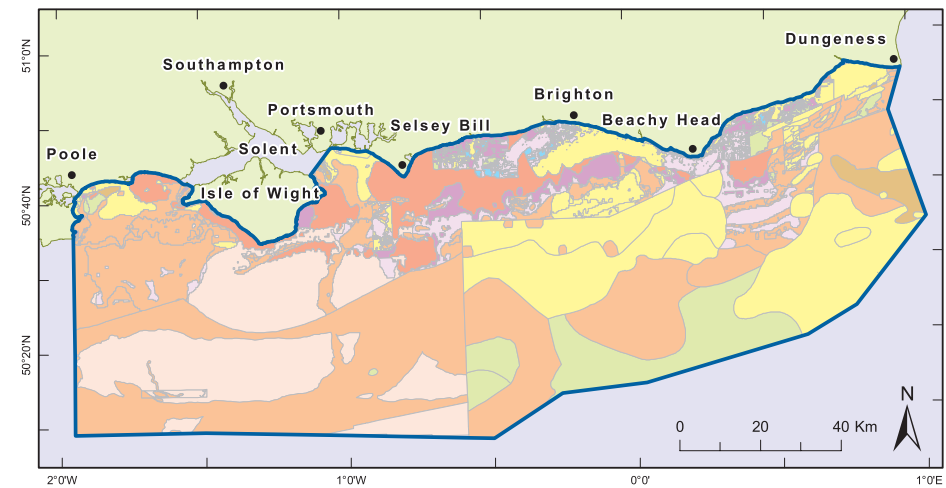 Dungeness
51°0'N
Southampton
Brighton
Portsmouth
Beachy Head
Selsey Bill
Solent
Poole
Isle of Wight
50°40'N
50°20'N
N
0 20 40 Km
2°0'W 1°0'W 0°0' 1°0'E